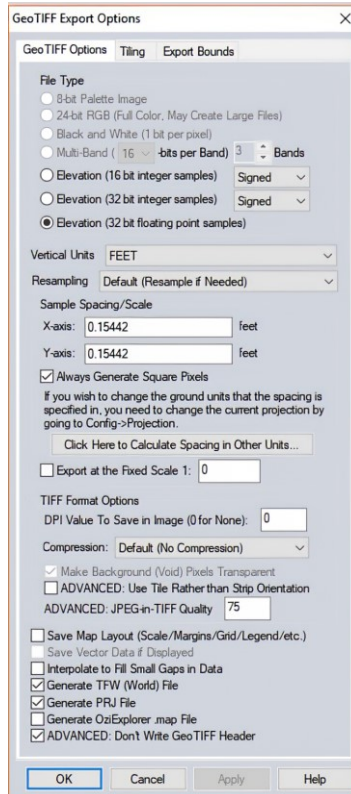 GeoTIFF Export Options
GeoTIFF Options Tiling Export Bounds
File Type
8-bit Palette Image
24-bit RGB (Full Color, May Create Large Files)
Black and White (1 bit per pixel)
Multi-Band ( 16 -bits per Band) 3 Bands
Elevation (16 bit integer samples) Signed
Elevation (32 bit integer samples) Signed
Elevation (32 bit floating point samples)
Vertical Units FEET
Resampling Default (Resample if Needed)
Sample Spacing/Scale
X-axis: 0.15442 feet
Y-axis: 0.15442 feet
Always Generate Square Pixels
If you wish to change the ground units that the spacing is
specified in, you need to change the current projection by
going to Config->Projection.
Click Here to Calculate Spacing in Other Units...
Export at the Fixed Scale 1: 0
TIFF Format Options
DPI Value To Save in Image (0 for None): 0
Compression: Default (No Compression)
Make Background (Void) Pixels Transparent
ADVANCED: Use Tile Rather than Strip Orientation
ADVANCED: JPEG-in-TIFF Quality 75
Save Map Layout (Scale/Margins/Grid/Legend/etc.)
Save Vector Data if Displayed
Interpolate to Fill Small Gaps in Data
Generate TFW (World) File
Generate PRJ File
Generate OziExplorer .map File
ADVANCED: Don't Write GeoTIFF Header
OK Cancel Apply Help